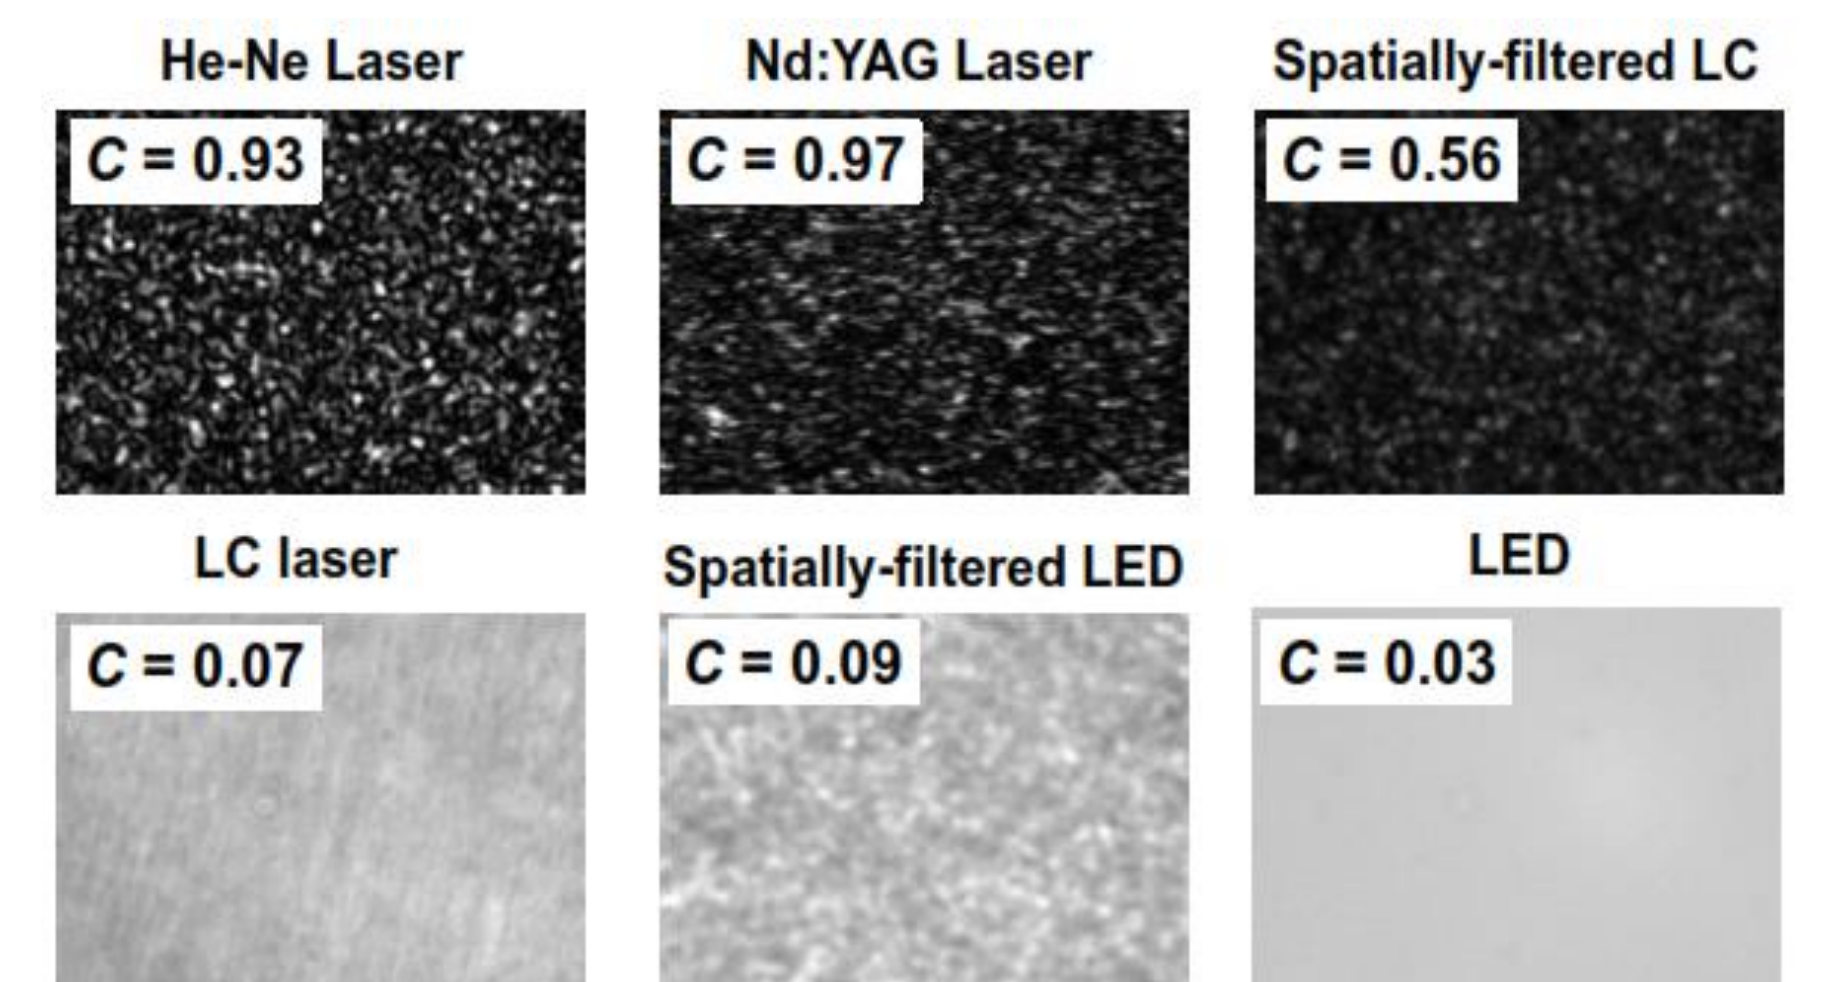 He-Ne Laser
Nd:YAG Laser
Spatially-filtered LC
C = 0.93
C = 0.97
C = 0.56
LC laser
Spatially-filtered LED
LED
C = 0.07
C = 0.09
C = 0.03